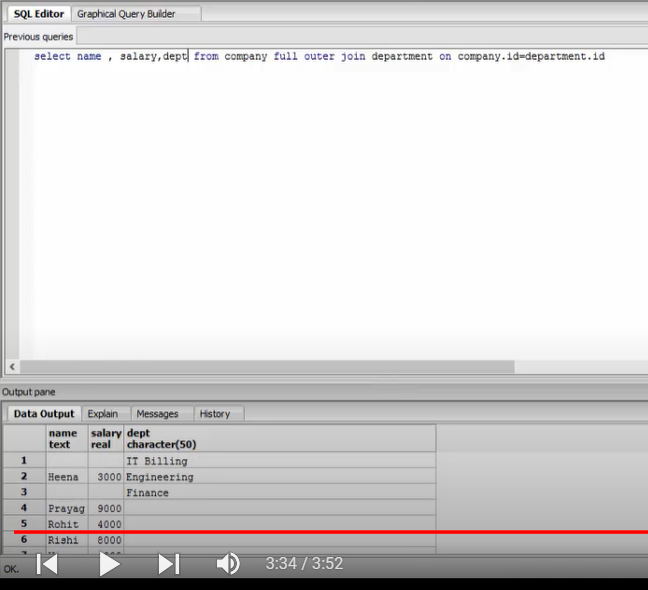 SQL Editor Graphical Query Builder
Previous queries
select name , salary,dept from company full outer join department on company.id=department.id
Output pane
Data Output Explain Messages History
name salary dept
text real character(50)
1 IT Billing
2 Heena 3000 Engineering
3 Finance
4 Prayag 9000
5 Rohit 4000
6 Rishi 8000
OK.
3:34 / 3:52